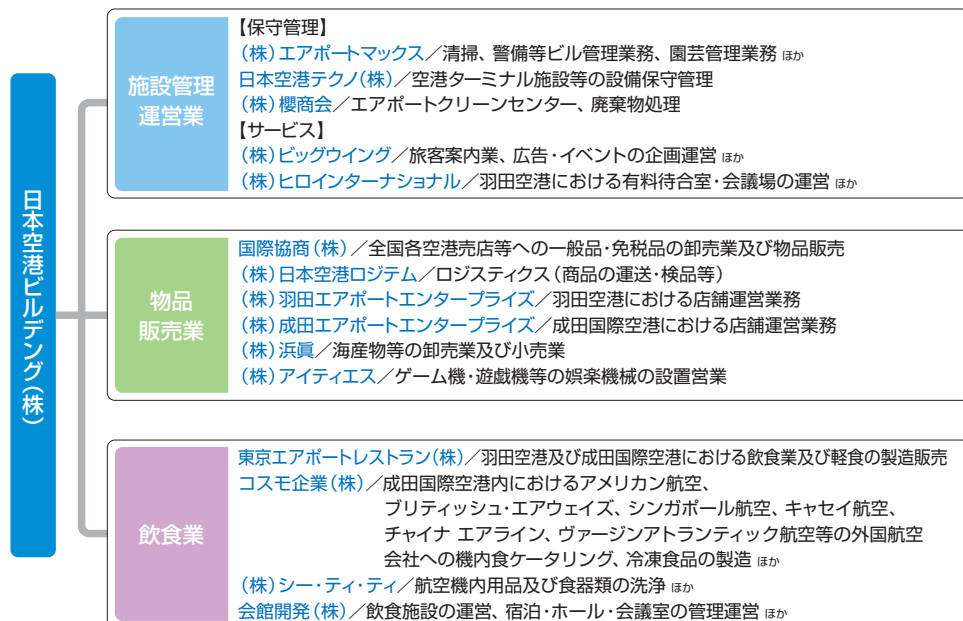 日本空港ビルデング(株)
施設管理
運営業
【保守管理】
(株)エアポートマックス/清掃、警備等ビル管理業務、園芸管理業務 ほか
日本空港テクノ(株)/空港ターミナル施設等の設備保守管理
(株)櫻商会/エアポートクリーンセンター、廃棄物処理
【サービス】
(株)ビッグウイング/旅客案内業、広告・イベントの企画運営 ほか
(株)ヒロインターナショナル/羽田空港における有料待合室・会議場の運営 ほか
物品
販売業
国際協商(株)/全国各空港売店等への一般品・免税品の卸売業及び物品販売
(株)日本空港ロジテム/ロジスティクス(商品の運送・検品等)
(株)羽田エアポートエンタープライズ/羽田空港における店舗運営業務
(株)成田エアポートエンタープライズ/成田国際空港における店舗運営業務
(株)浜眞/海産物等の卸売業及び小売業
(株)アイティエス/ゲーム機・遊戯機等の娯楽機械の設置営業
飲食業
東京エアポートレストラン(株)/羽田空港及び成田国際空港における飲食業及び軽食の製造販売
コスモ企業(株)/成田国際空港内におけるアメリカン航空、
ブリティッシュ・エアウェイズ、シンガポール航空、キャセイ航空、
チャイナ エアライン、ヴァージンアトランティック航空等の外国航空
会社への機内食ケータリング、冷凍食品の製造 ほか
(株)シー・ティ・ティ/航空機内用品及び食器類の洗浄 ほか
会館開発(株)/飲食施設の運営、宿泊・ホール・会議室の管理運営 ほか